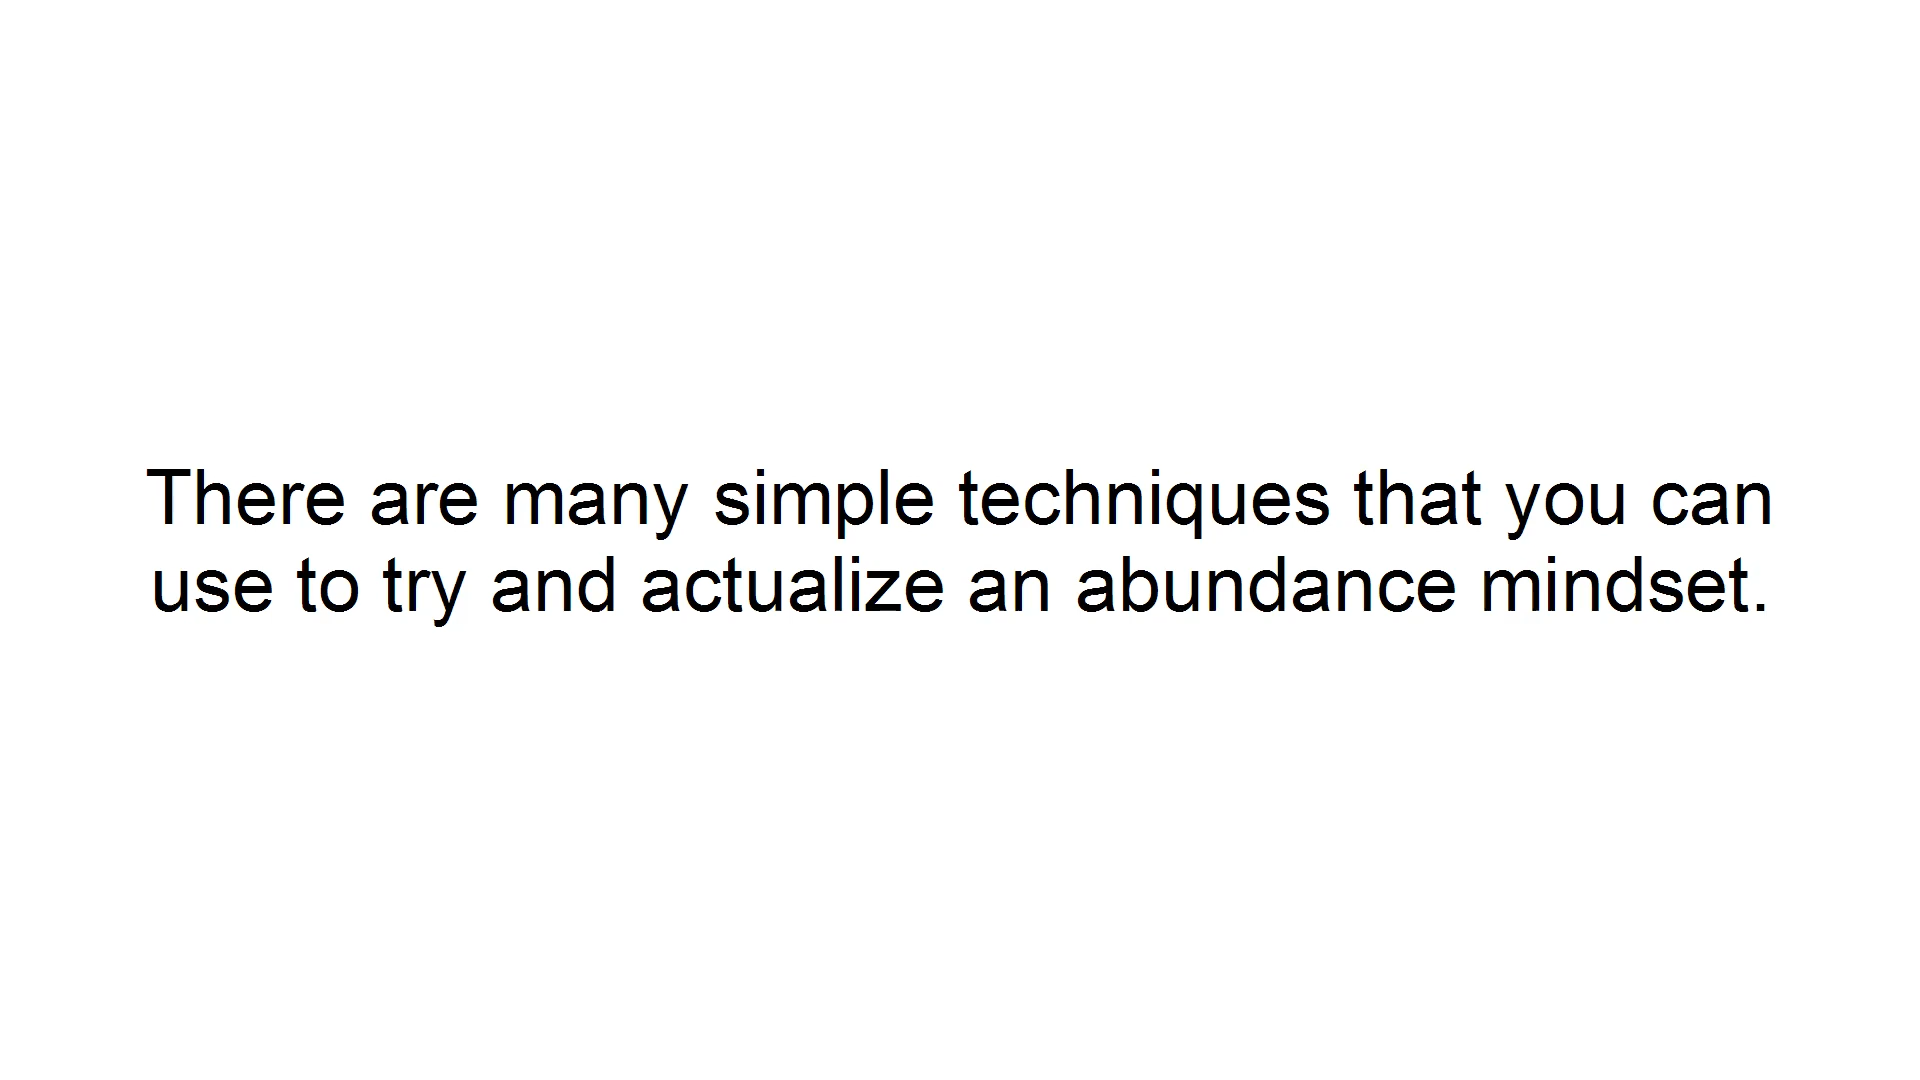 There are many simple techniques that you can
use to try and actualize an abundance mindset.